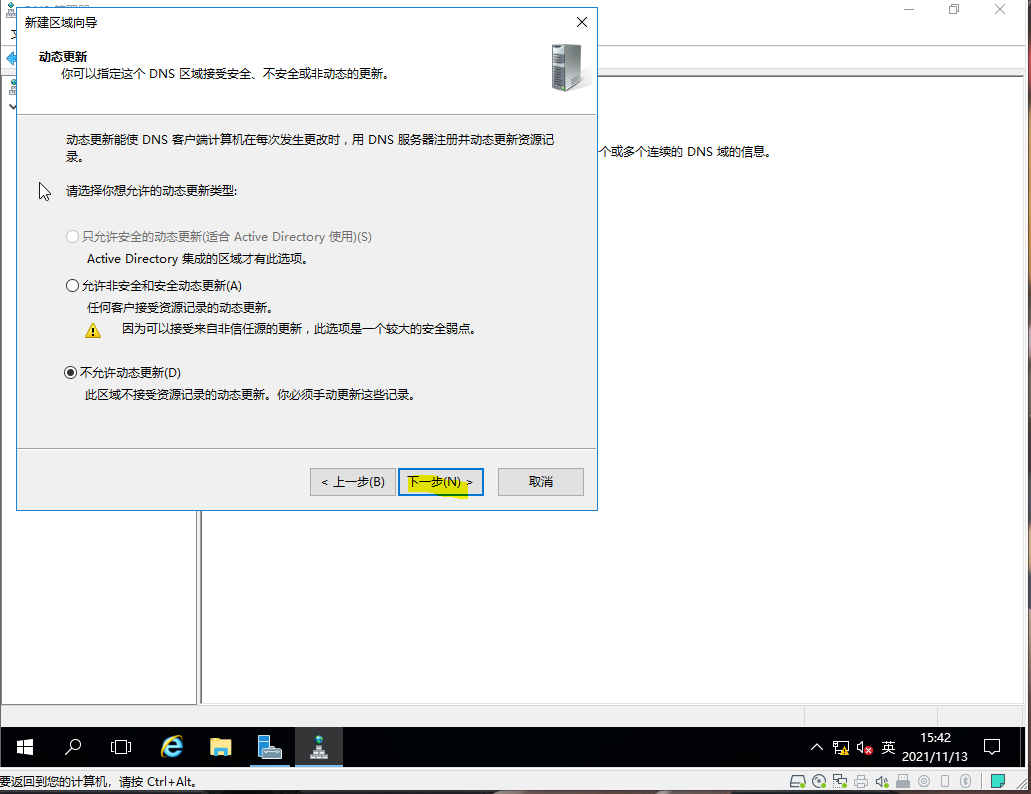 新建区域向导
动态更新
你可以指定这个 DNS 区域接受安全、不安全或非动态的更新。
动态更新能使 DNS 客户端计算机在每次发生更改时，用 DNS 服务器注册并动态更新资源记
录。
个或多个连续的 DNS 域的信息。
请选择你想允许的动态更新类型:
只允许安全的动态更新(适合 Active Directory 使用)(S)
Active Directory 集成的区域才有此选项。
允许非安全和安全动态更新(A)
任何客户接受资源记录的动态更新。
因为可以接受来自非信任源的更新，此选项是一个较大的安全弱点。
不允许动态更新(D)
此区域不接受资源记录的动态更新。你必须手动更新这些记录。
< 上一步(B)
下一步(N) >
取消
英
15:42
2021/11/13
要返回到您的计算机，请按 Ctrl+Alt。